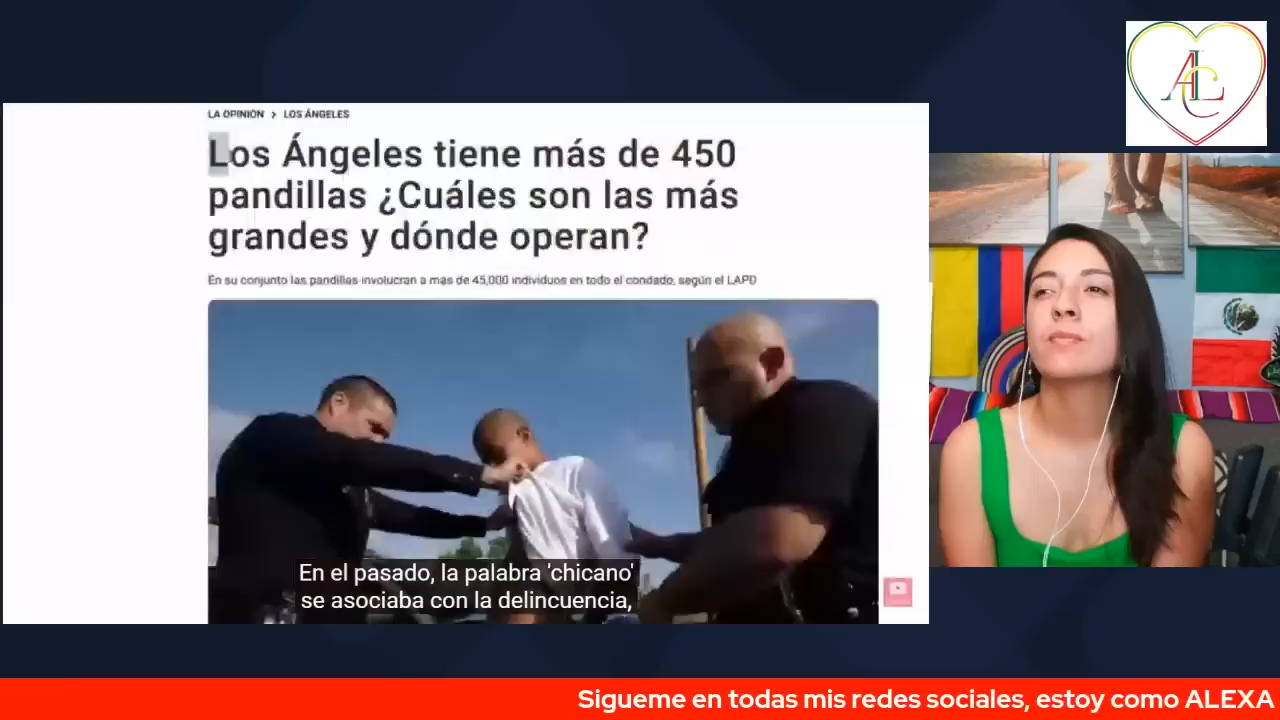 LA OPINIÓN > LOS ÁNGELES
Los Ángeles tiene más de 450
pandillas ¿Cuáles son las más
grandes y dónde operan?
En su conjunto las pandillas involucran a mas de 45,000 individuos en todo el condado, según el LAPD
En el pasado, la palabra 'chicano'
se asociaba con la delincuencia,
ALC
Sigueme en todas mis redes sociales, estoy como ALEXA